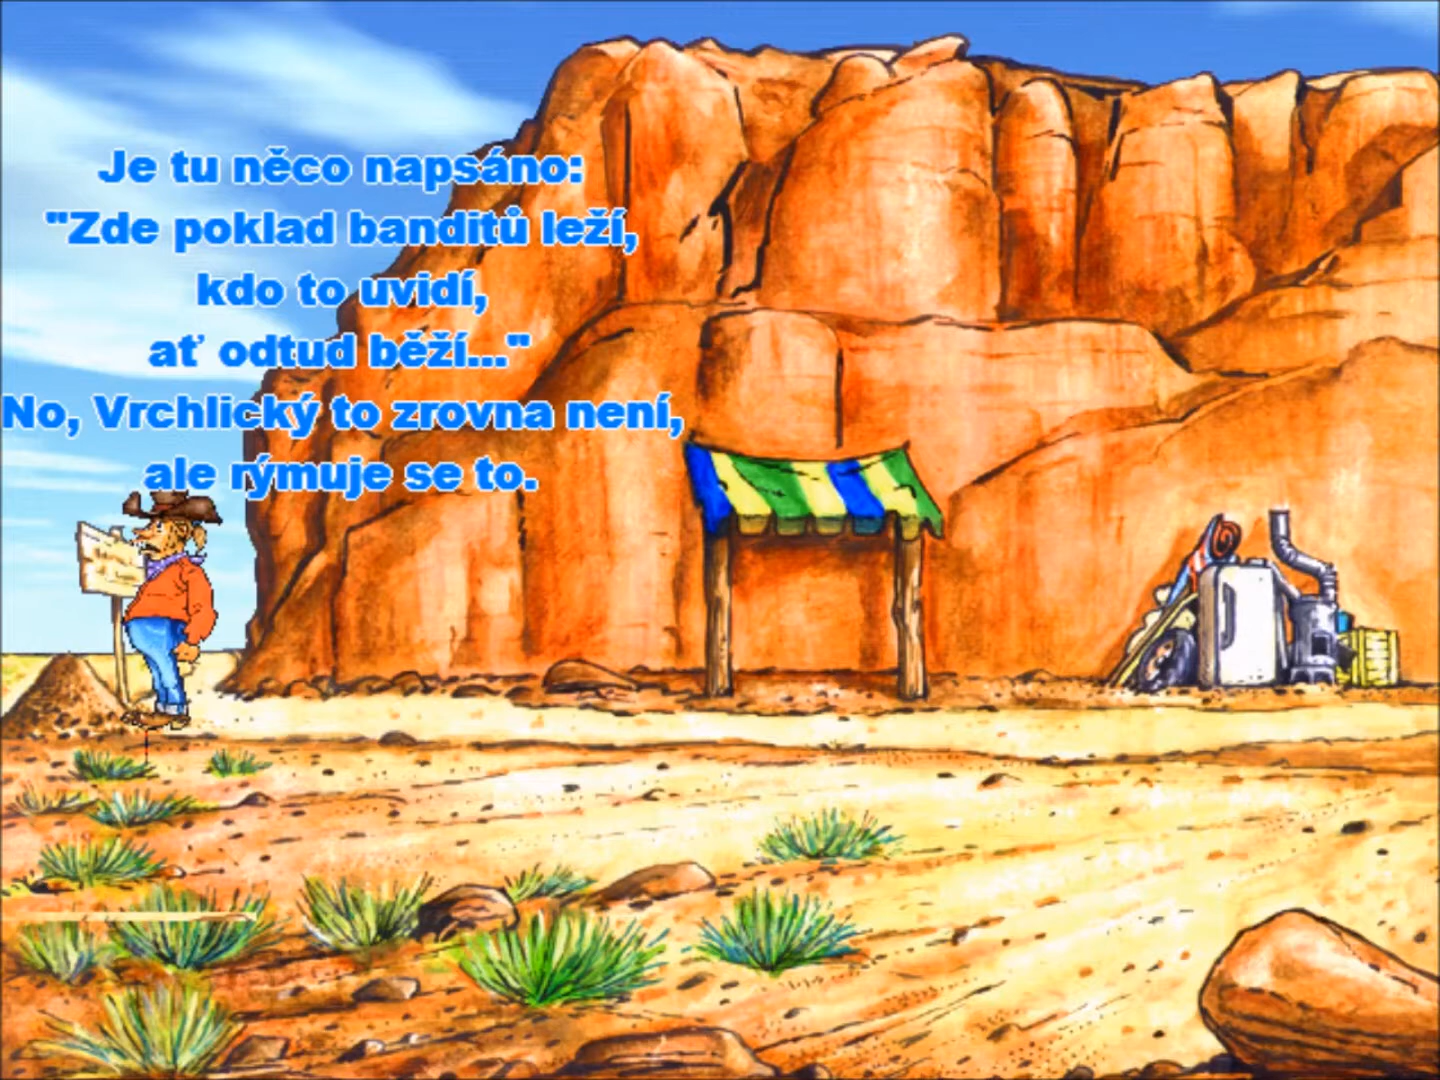 Je tu něco napsáno:
"Zde poklad banditů leží,
kdo to uvidí,
ať odtud běží..."
No, Vrchlický to zrovna není,
ale rýmuje se to.